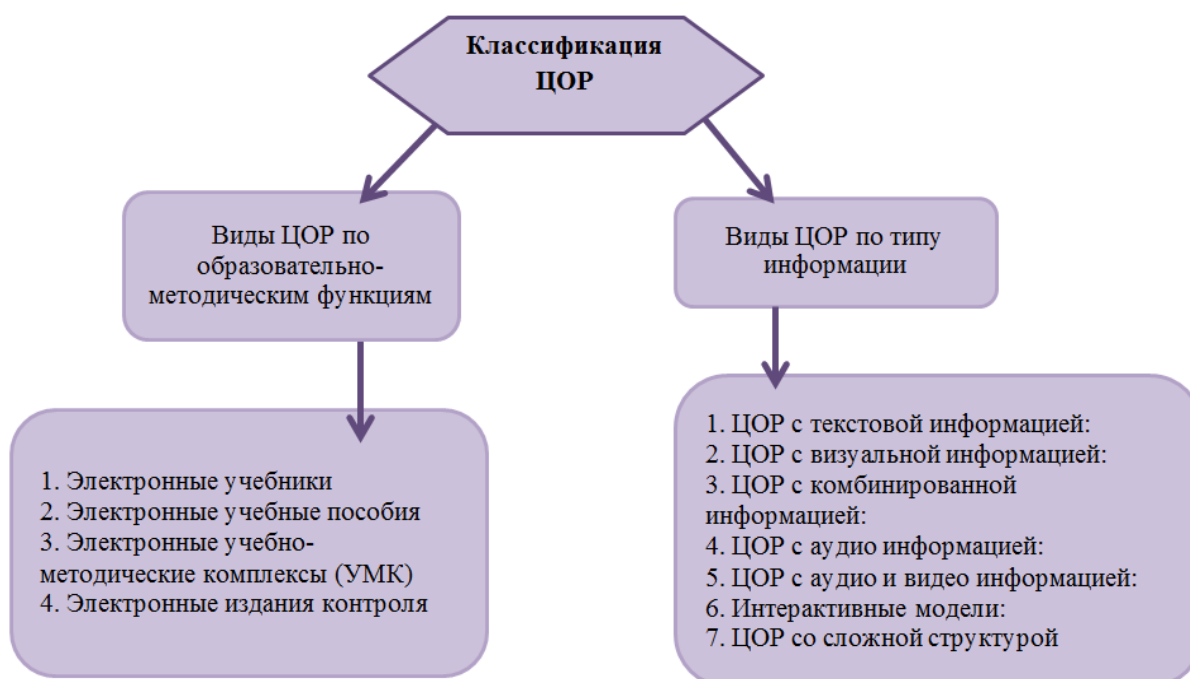 Классификация
ЦОР
Виды ЦОР по
образовательно-
методическим функциям
Виды ЦОР по типу
информации
1. Электронные учебники
2. Электронные учебные пособия
3. Электронные учебно-
методические комплексы (УМК)
4. Электронные издания контроля
1. ЦОР с текстовой информацией:
2. ЦОР с визуальной информацией:
3. ЦОР с комбинированной
информацией:
4. ЦОР с аудио информацией:
5. ЦОР с аудио и видео информацией:
6. Интерактивные модели:
7. ЦОР со сложной структурой